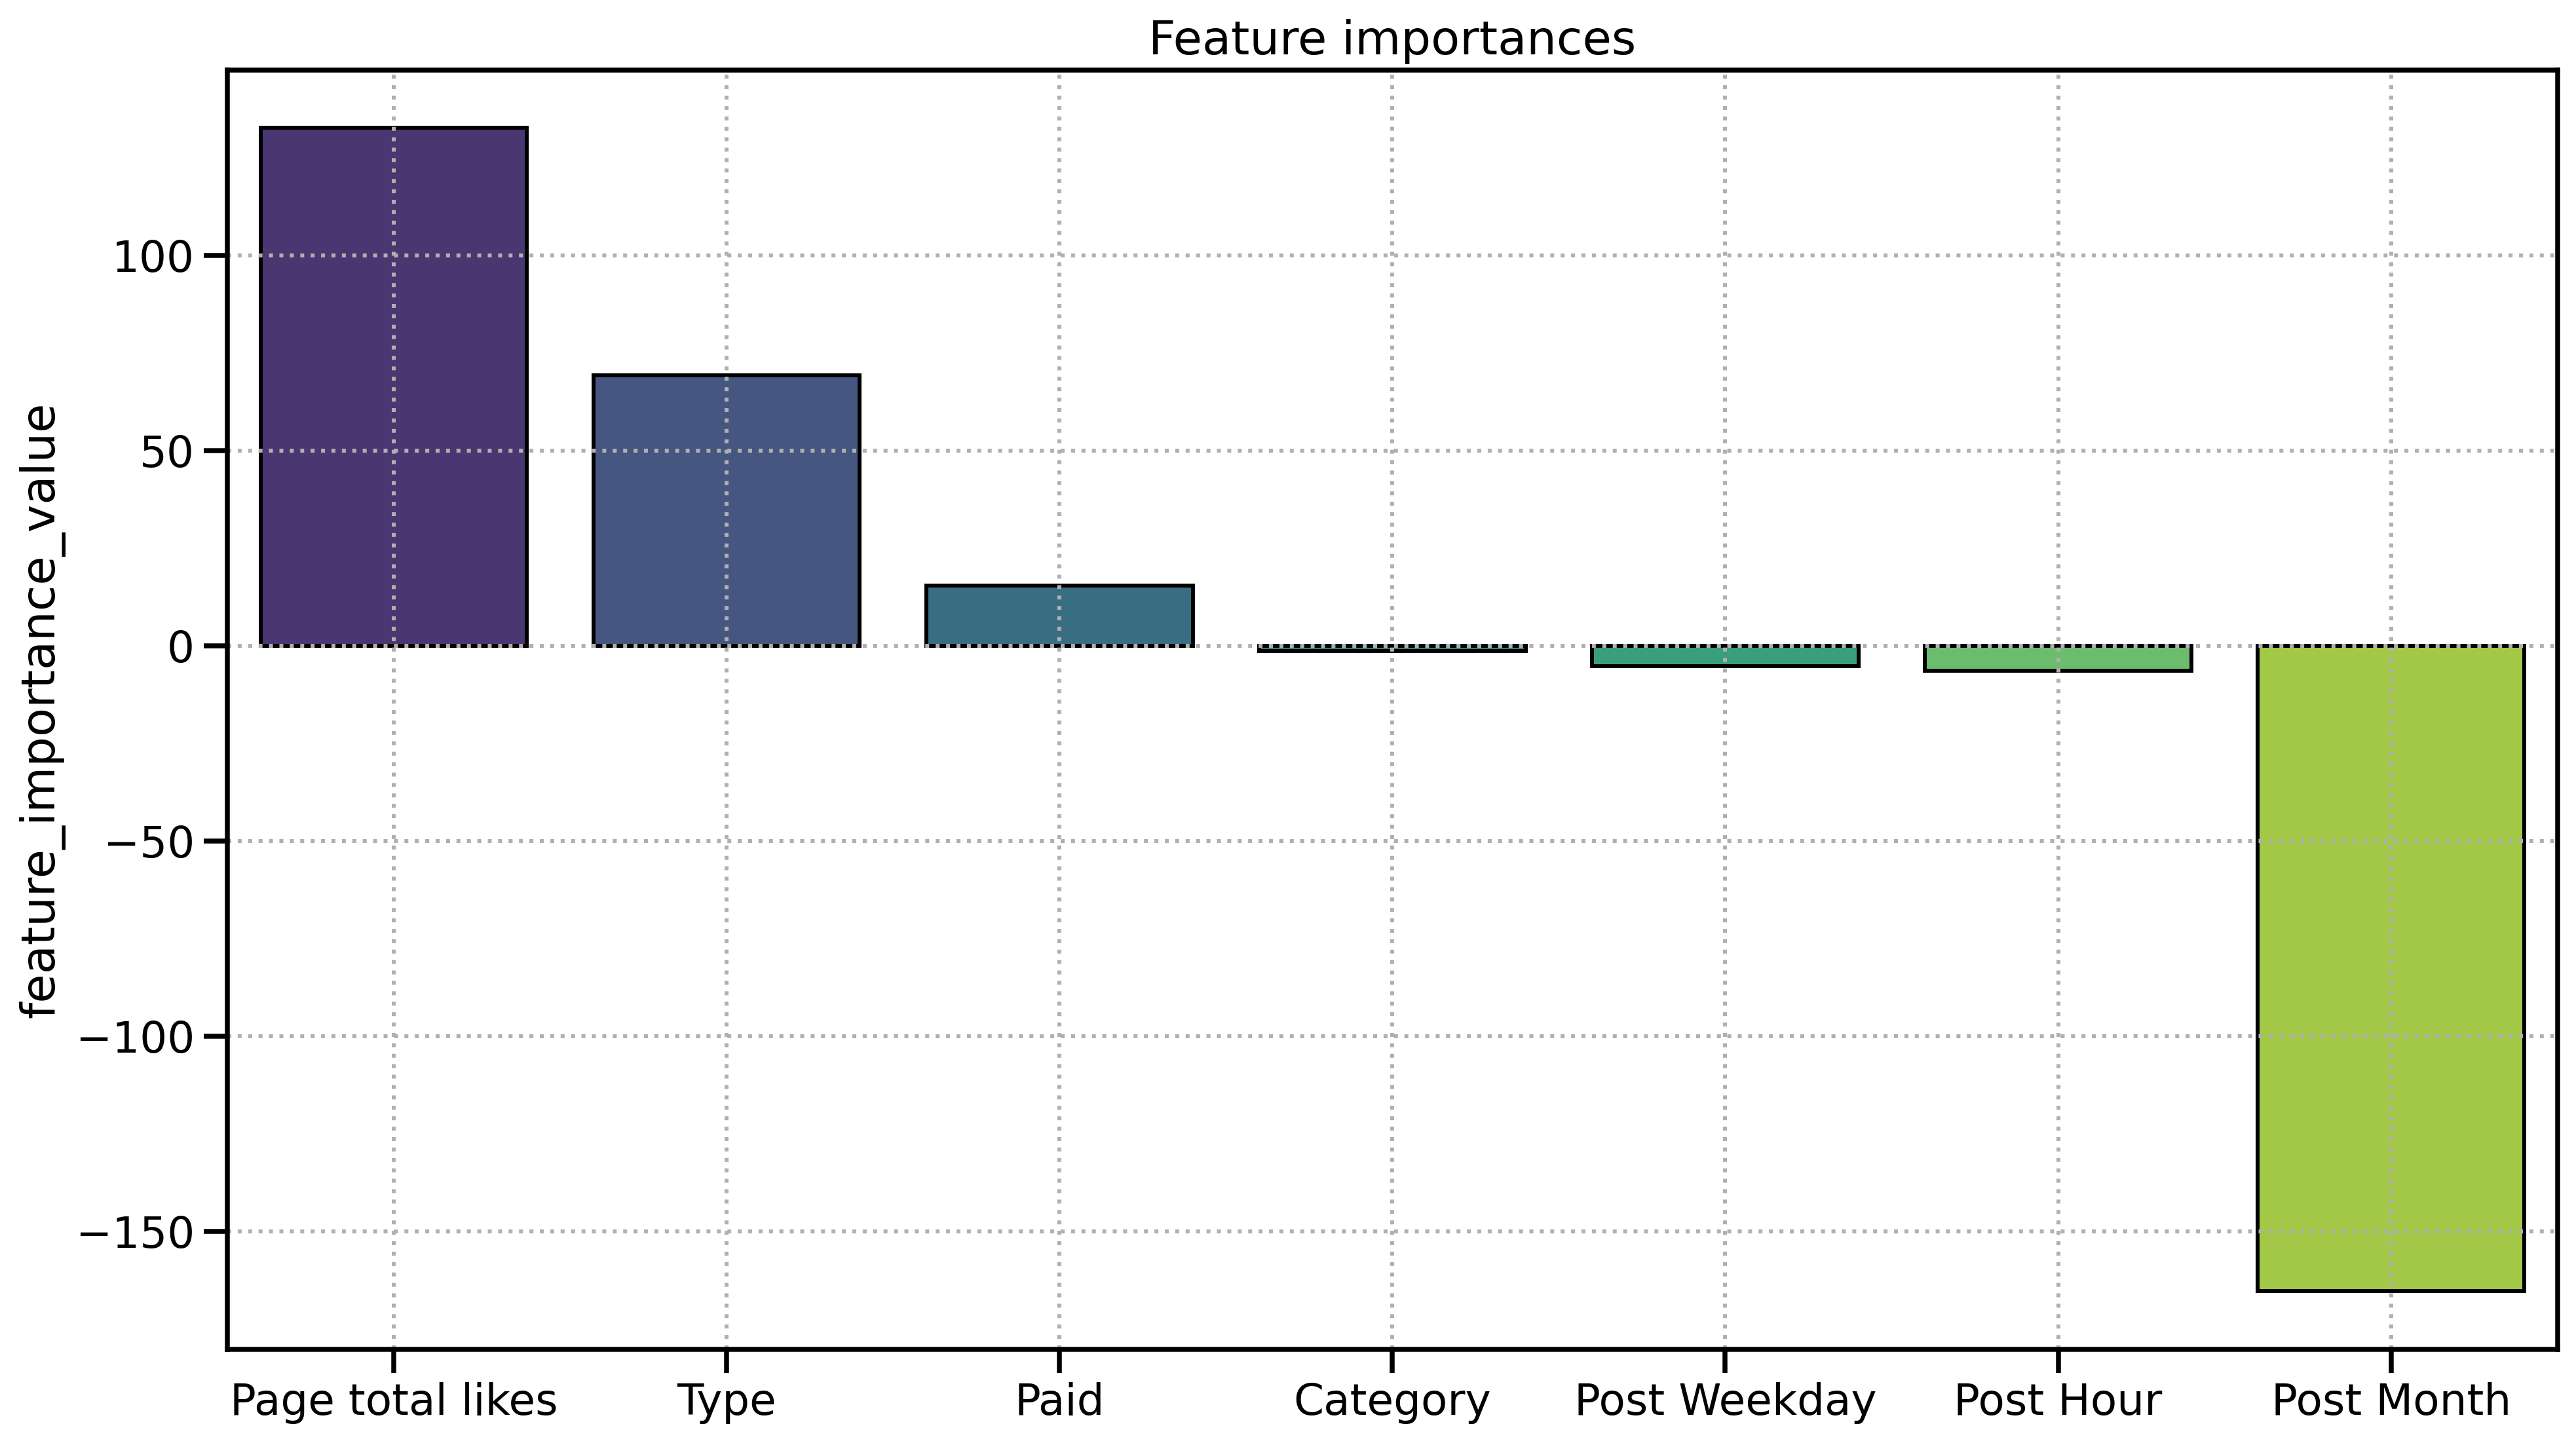 Feature importances
feature_importance_value
100
50
0
−50
−100
−150
Page total likes
Type
Paid
Category
Post Weekday
Post Hour
Post Month